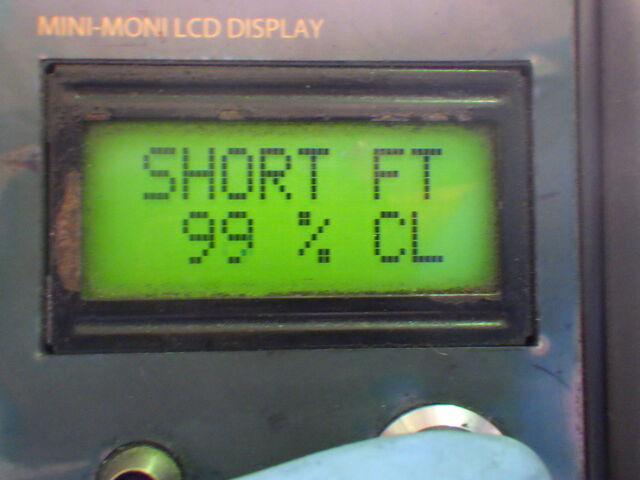 MINI-MONI LCD DISPLAY
SHORT FT
99 % CL